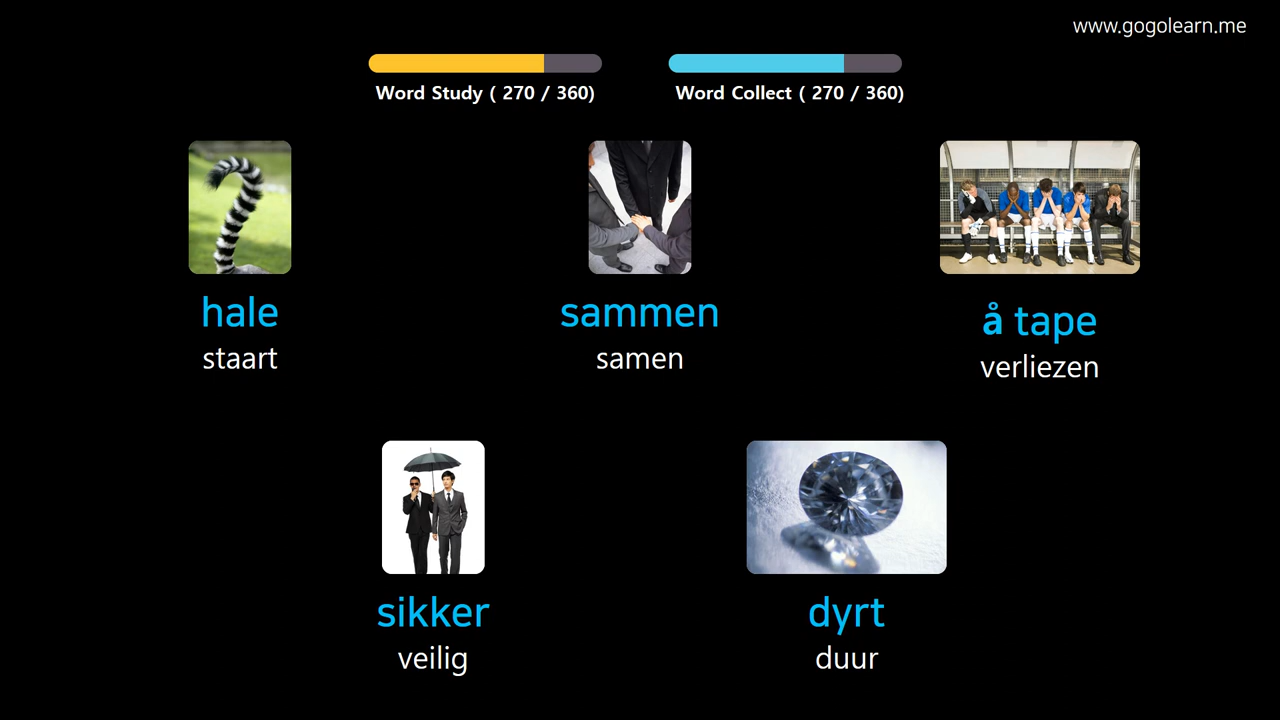 www.gogolearn.me
Word Study ( 270 / 360)
Word Collect ( 270 / 360)
hale
staart
sammen
samen
å tape
verliezen
sikker
veilig
dyrt
duur